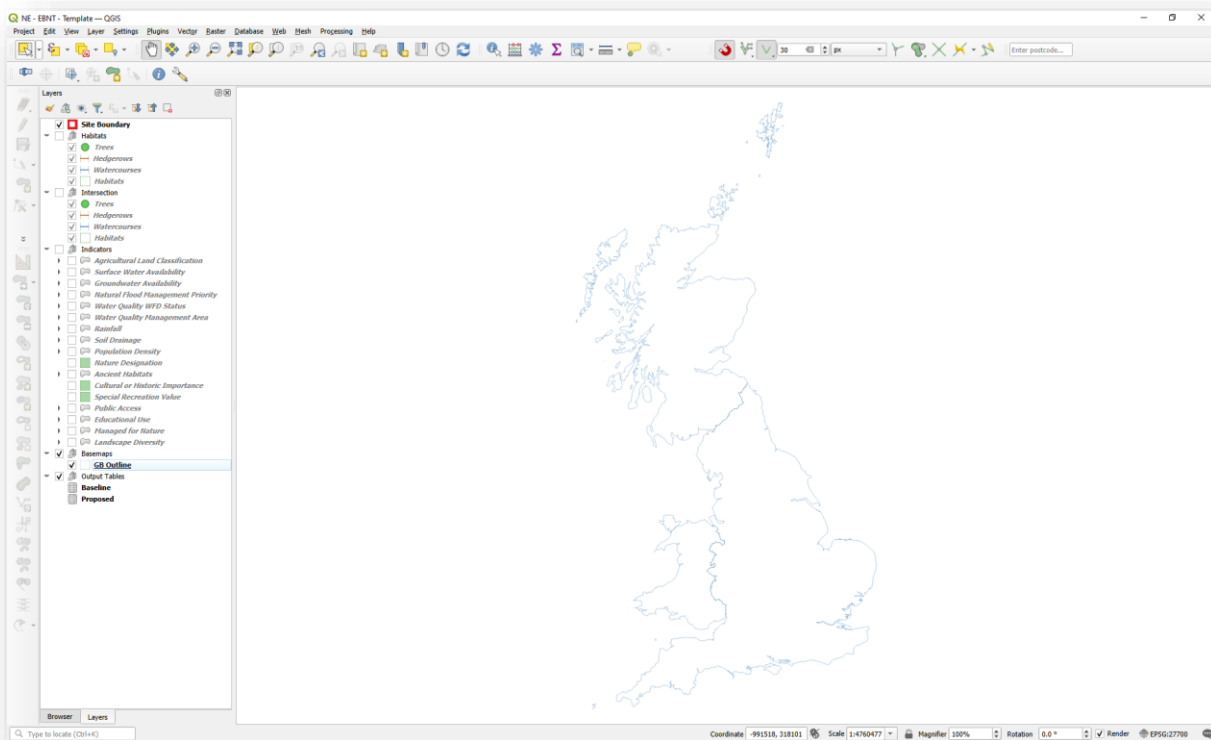 NE - EBNT - Template — QGIS
Project Edit View Layer Settings Plugins Vector Raster Database Web Mesh Processing Help
30 px Enter postcode...
Layers
Site Boundary
Habitats
Trees
Hedgerows
Watercourses
Habitats
Intersection
Trees
Hedgerows
Watercourses
Habitats
Indicators
Agricultural Land Classification
Surface Water Availability
Groundwater Availability
Natural Flood Management Priority
Water Quality WFD Status
Water Quality Management Area
Rainfall
Soil Drainage
Population Density
Nature Designation
Ancient Habitats
Cultural or Historic Importance
Special Recreation Value
Public Access
Educational Use
Managed for Nature
Landscape Diversity
Basemaps
GB Outline
Output Tables
Baseline
Proposed
Browser Layers
Type to locate (Ctrl+K) Coordinate -991518, 318101 Scale 1:4760477 Magnifier 100% Rotation 0.0 ° Render EPSG:27700